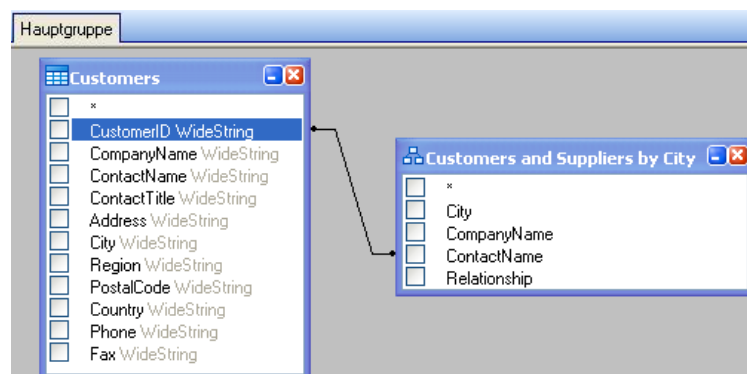 Hauptgruppe
Customers
*
CustomerID WideString
CompanyName WideString
ContactName WideString
ContactTitle WideString
Address WideString
City WideString
Region WideString
PostalCode WideString
Country WideString
Phone WideString
Fax WideString
Customers and Suppliers by City
*
City
CompanyName
ContactName
Relationship